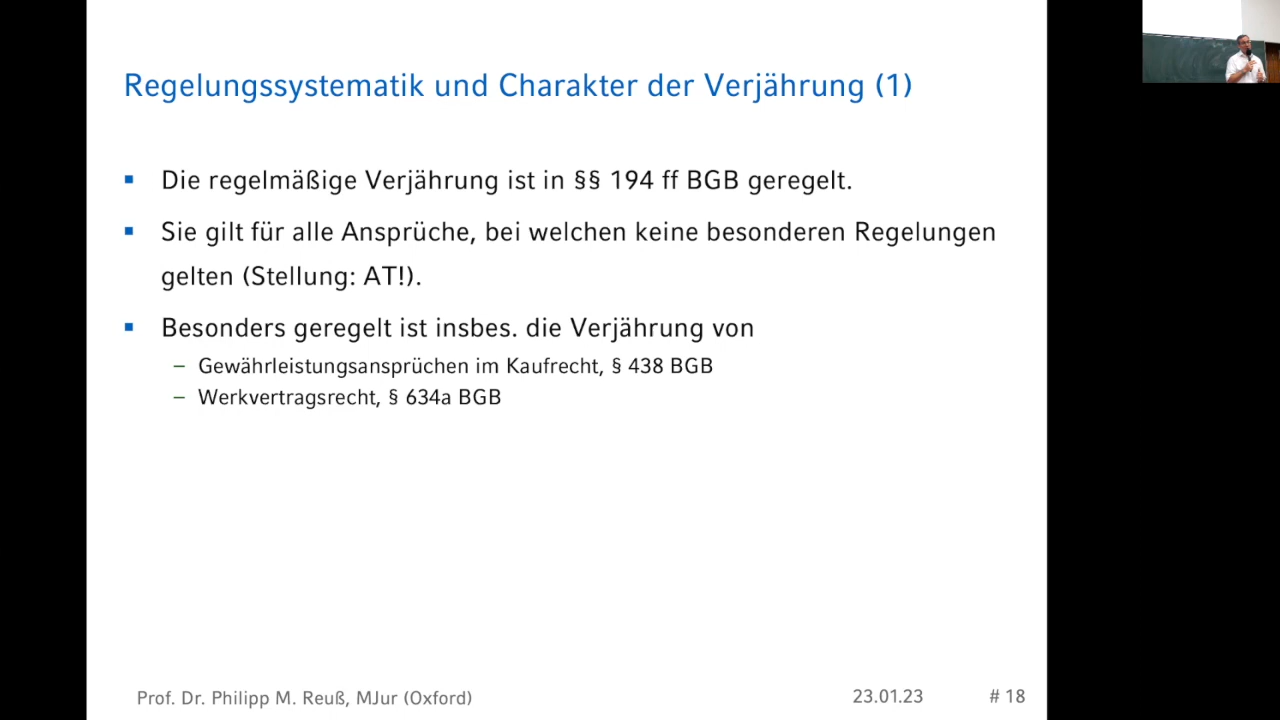 Regelungssystematik und Charakter der Verjährung (1)
▪ Die regelmäßige Verjährung ist in §§ 194 ff BGB geregelt.
▪ Sie gilt für alle Ansprüche, bei welchen keine besonderen Regelungen
gelten (Stellung: AT!).
▪ Besonders geregelt ist insbes. die Verjährung von
– Gewährleistungsansprüchen im Kaufrecht, § 438 BGB
– Werkvertragsrecht, § 634a BGB
Prof. Dr. Philipp M. Reuß, MJur (Oxford) 23.01.23 # 18